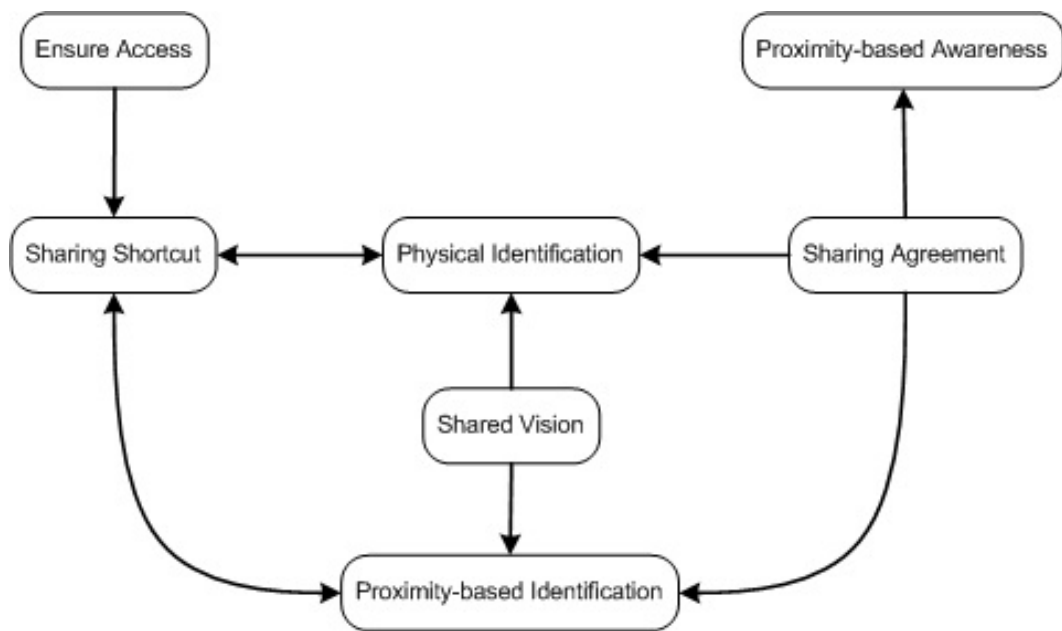 Ensure Access
Proximity-based Awareness
Sharing Shortcut
Physical Identification
Sharing Agreement
Shared Vision
Proximity-based Identification